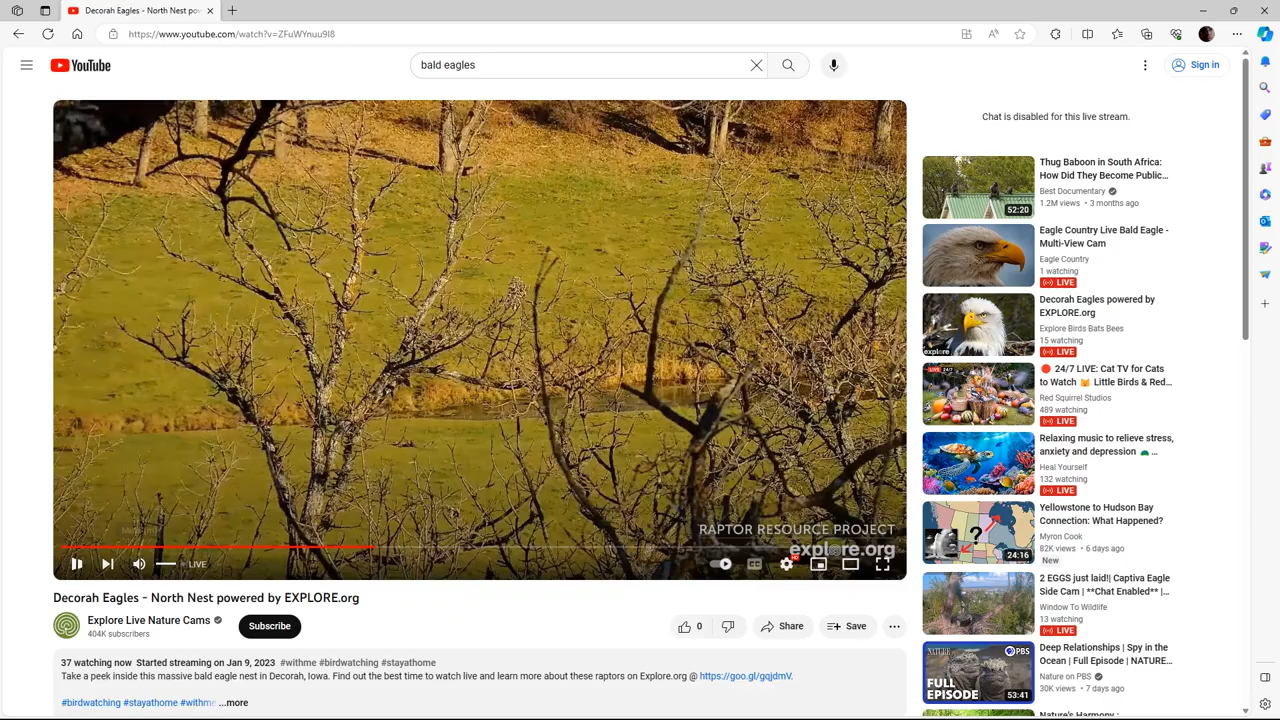 Decorah Eagles - North Nest pow
https://www.youtube.com/watch?v=ZFuWYnuu9I8
YouTube
bald eagles
Sign in
RAPTOR RESOURCE PROJECT
explore.org
LIVE
HD
Decorah Eagles - North Nest powered by EXPLORE.org
Explore Live Nature Cams
404K subscribers
Subscribe
0
Share
Save
37 watching now Started streaming on Jan 9, 2023 #withme #birdwatching #stayathome
Take a peek inside this massive bald eagle nest in Decorah, Iowa. Find out the best time to watch live and learn more about these raptors on Explore.org @ https://goo.gl/gqjdmV.
#birdwatching #stayathome #withme ...more
Chat is disabled for this live stream.
52:20
Thug Baboon in South Africa:
How Did They Become Public...
Best Documentary
1.2M views • 3 months ago
Eagle Country Live Bald Eagle -
Multi-View Cam
Eagle Country
1 watching
LIVE
explore
Decorah Eagles powered by
EXPLORE.org
Explore Birds Bats Bees
15 watching
LIVE
LIVE 24/7
24/7 LIVE: Cat TV for Cats
to Watch 😼 Little Birds & Red...
Red Squirrel Studios
489 watching
LIVE
Relaxing music to relieve stress,
anxiety and depression ...
Heal Yourself
132 watching
LIVE
?
24:16
Yellowstone to Hudson Bay
Connection: What Happened?
Myron Cook
82K views • 6 days ago
New
2 EGGS just laid!| Captiva Eagle
Side Cam | **Chat Enabled** |...
Window To Wildlife
13 watching
LIVE
NATURE
PBS
FULL
EPISODE
53:41
Deep Relationships | Spy in the
Ocean | Full Episode | NATURE...
Nature on PBS
30K views • 7 days ago
Nature's Harmony :